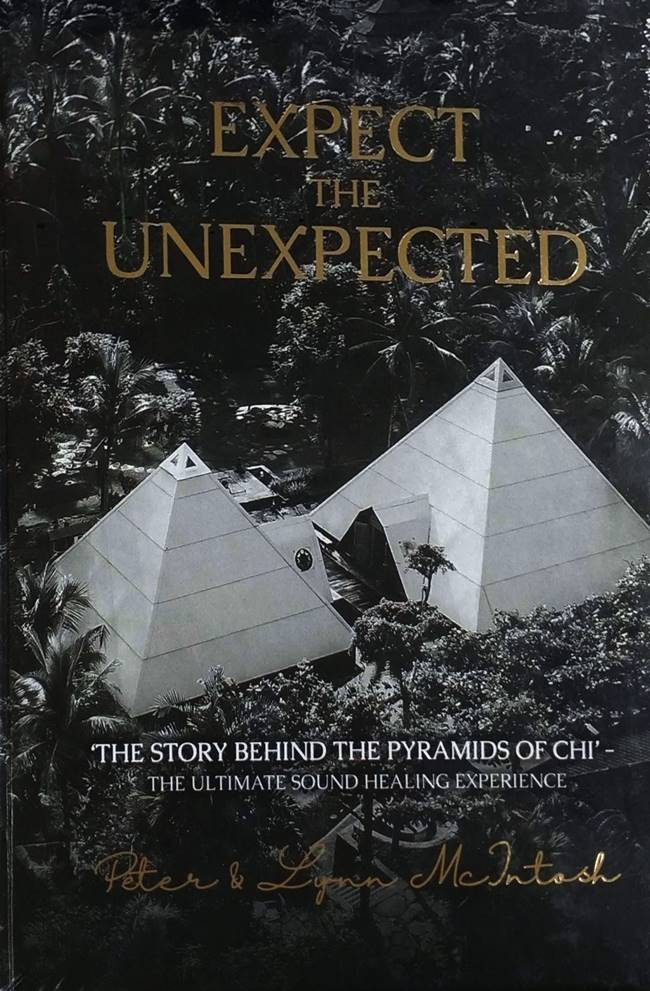 EXPECT
THE
UNEXPECTED
'THE STORY BEHIND THE PYRAMIDS OF CHI' –
THE ULTIMATE SOUND HEALING EXPERIENCE
Peter & Lynn McIntosh